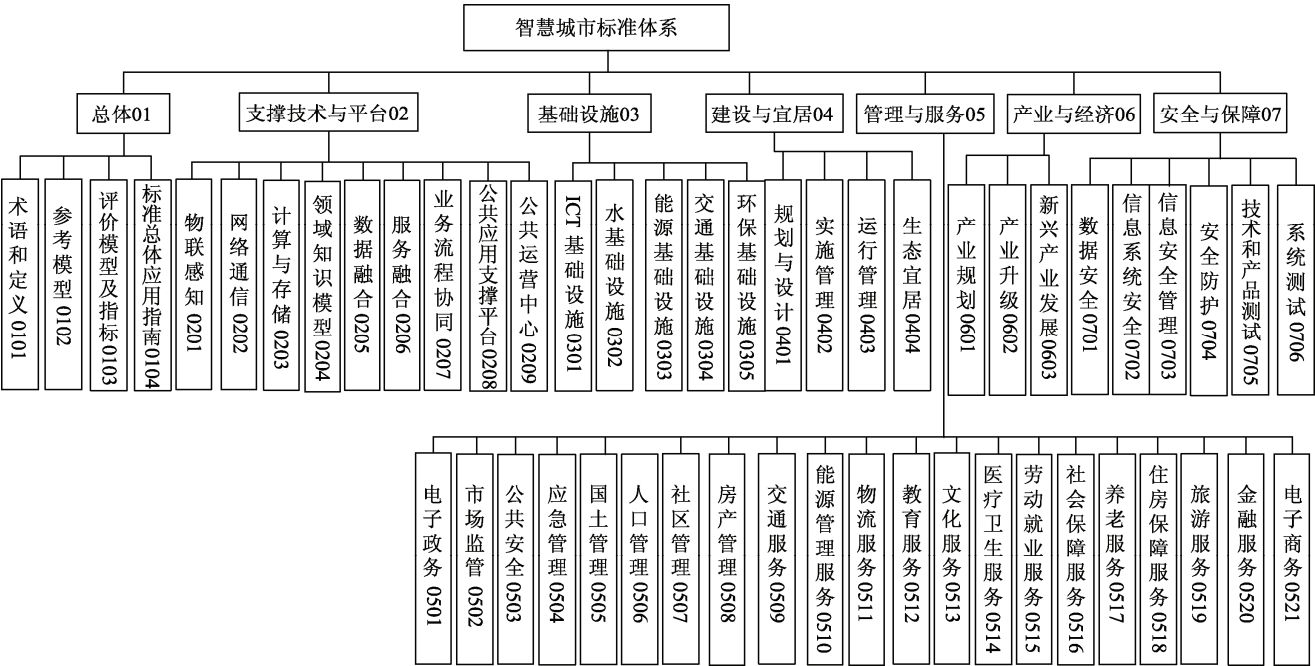 智慧城市标准体系
总体01
支撑技术与平台02
基础设施03
建设与宜居04
管理与服务05
产业与经济06
安全与保障07
术语和定义0101
参考模型0102
评价模型及指标0103
标准总体应用指南0104
物联感知0201
网络通信0202
计算与存储0203
领域知识模型0204
数据融合0205
服务融合0206
业务流程协同0207
公共应用支撑平台0208
公共运营中心0209
ICT基础设施0301
水基础设施0302
能源基础设施0303
交通基础设施0304
环保基础设施0305
规划与设计0401
实施管理0402
运行管理0403
生态宜居0404
产业规划0601
产业升级0602
新兴产业发展0603
数据安全0701
信息系统安全0702
信息安全管理0703
安全防护0704
技术和产品测试0705
系统测试0706
电子政务0501
市场监管0502
公共安全0503
应急管理0504
国土管理0505
人口管理0506
社区管理0507
房产管理0508
交通服务0509
能源管理服务0510
物流服务0511
教育服务0512
文化服务0513
医疗卫生服务0514
劳动就业服务0515
社会保障服务0516
养老服务0517
住房保障服务0518
旅游服务0519
金融服务0520
电子商务0521